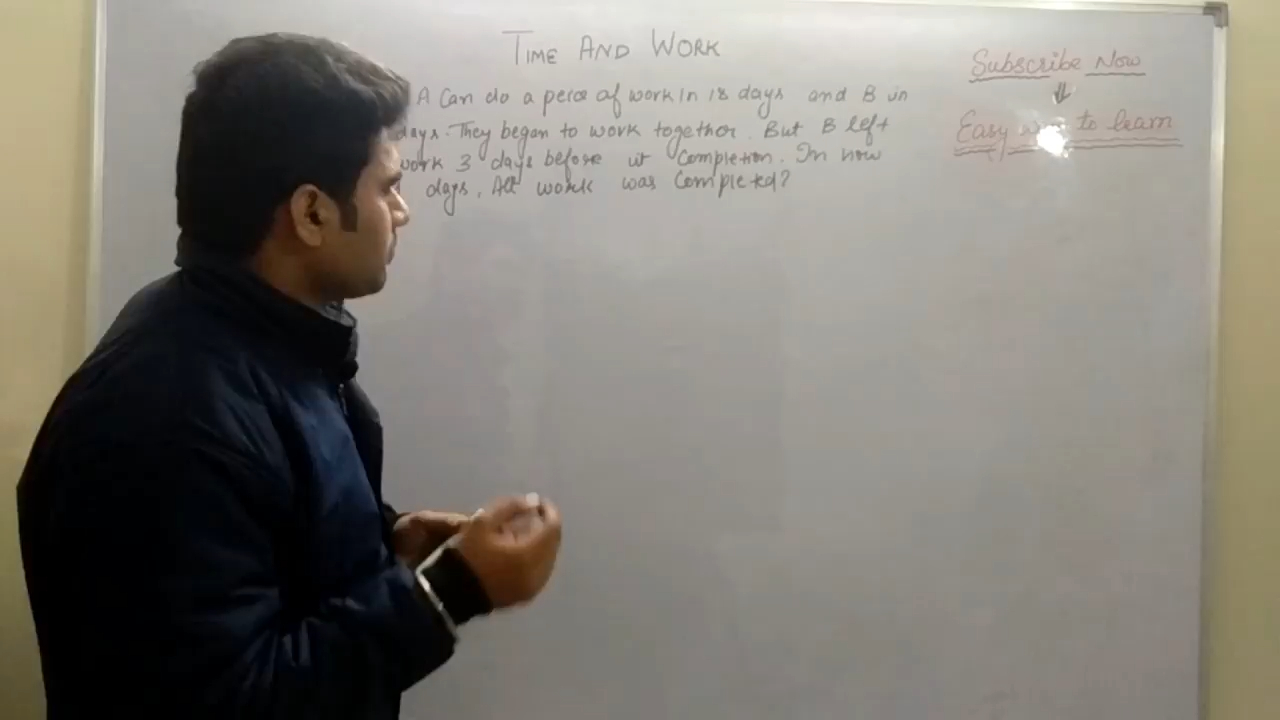 TIME AND WORK
A Can do a peice of work in 18 days and B in
days. They began to work together. But B left
work 3 days before it Completion. In how
days, All work was Completed?
Subscribe Now
⇓
Easy to learn